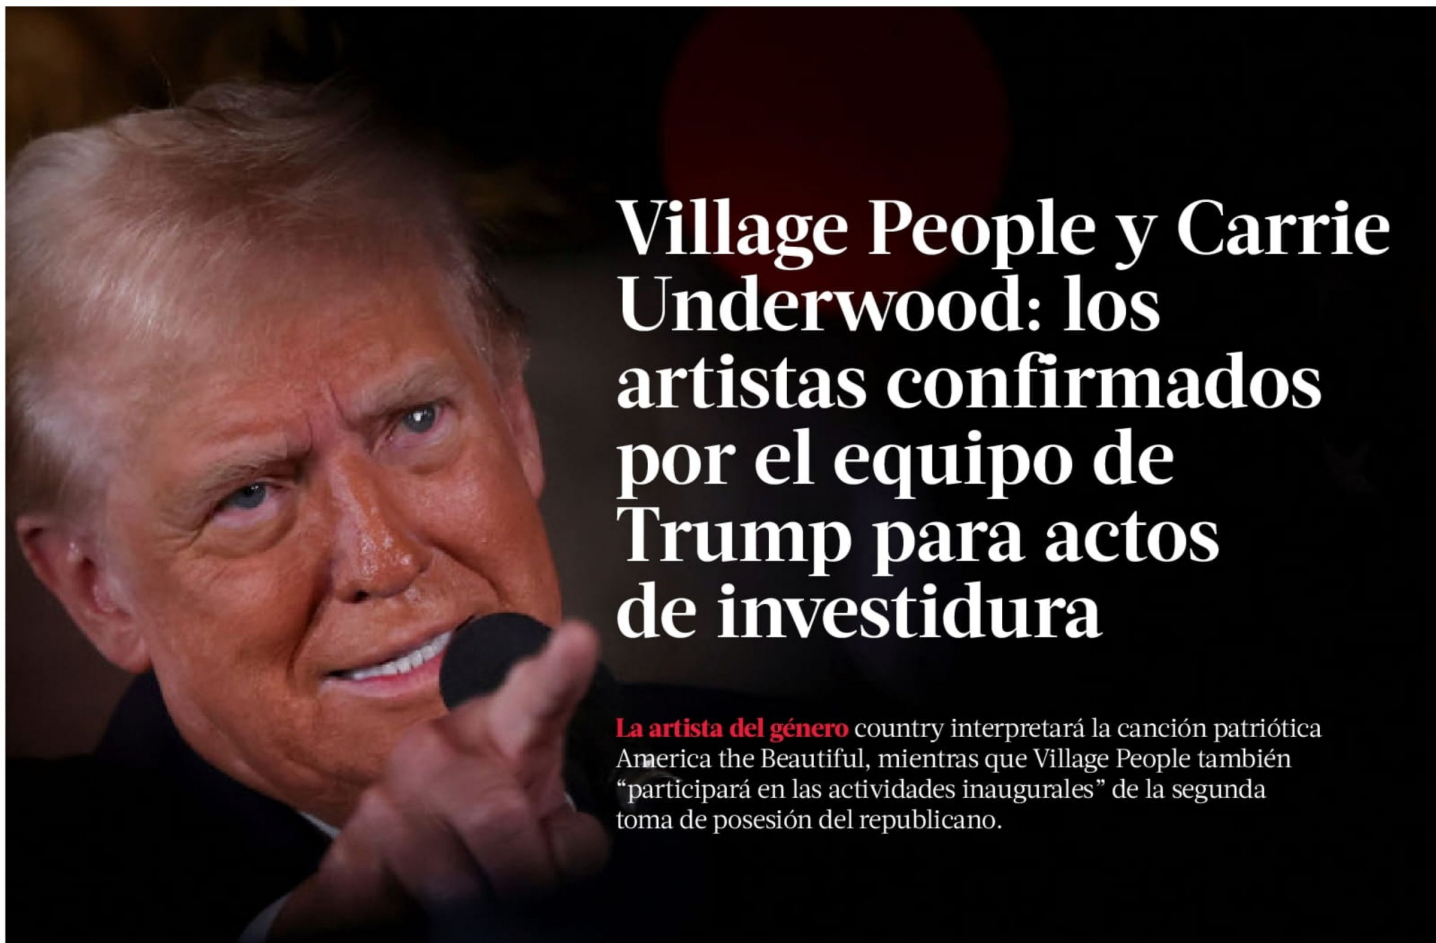 Village People y Carrie
Underwood: los
artistas confirmados
por el equipo de
Trump para actos
de investidura
La artista del género country interpretará la canción patriótica
America the Beautiful, mientras que Village People también
“participará en las actividades inaugurales” de la segunda
toma de posesión del republicano.